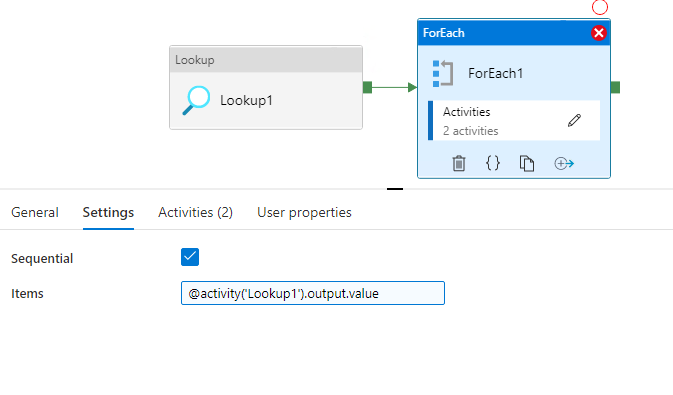 ForEach
Lookup
Lookup1
ForEach1
Activities
2 activities
General
Settings
Activities (2)
User properties
Sequential
Items
@activity('Lookup1').output.value